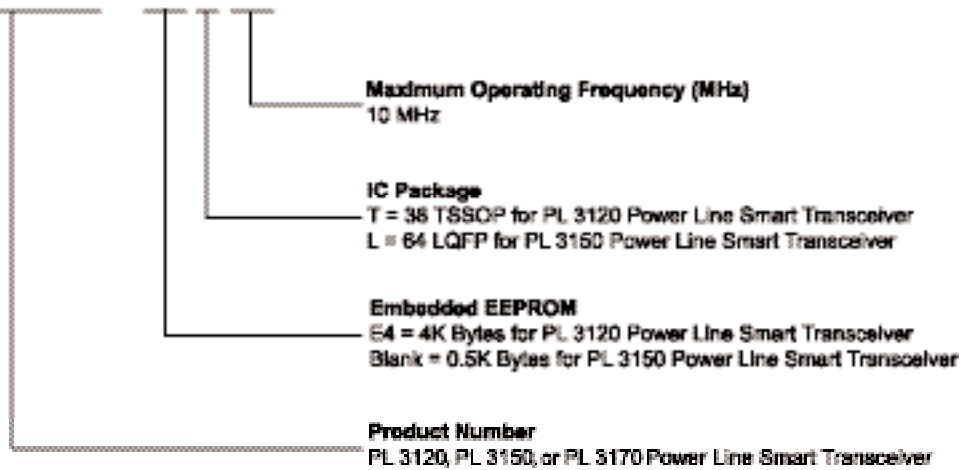 Maximum Operating Frequency (MHz)
10 MHz
IC Package
T = 38 TSSOP for PL 3120 Power Line Smart Transceiver
L = 64 LQFP for PL 3150 Power Line Smart Transceiver
Embedded EEPROM
E4 = 4K Bytes for PL 3120 Power Line Smart Transceiver
Blank = 0.5K Bytes for PL 3150 Power Line Smart Transceiver
Product Number
PL 3120, PL 3150, or PL 3170 Power Line Smart Transceiver